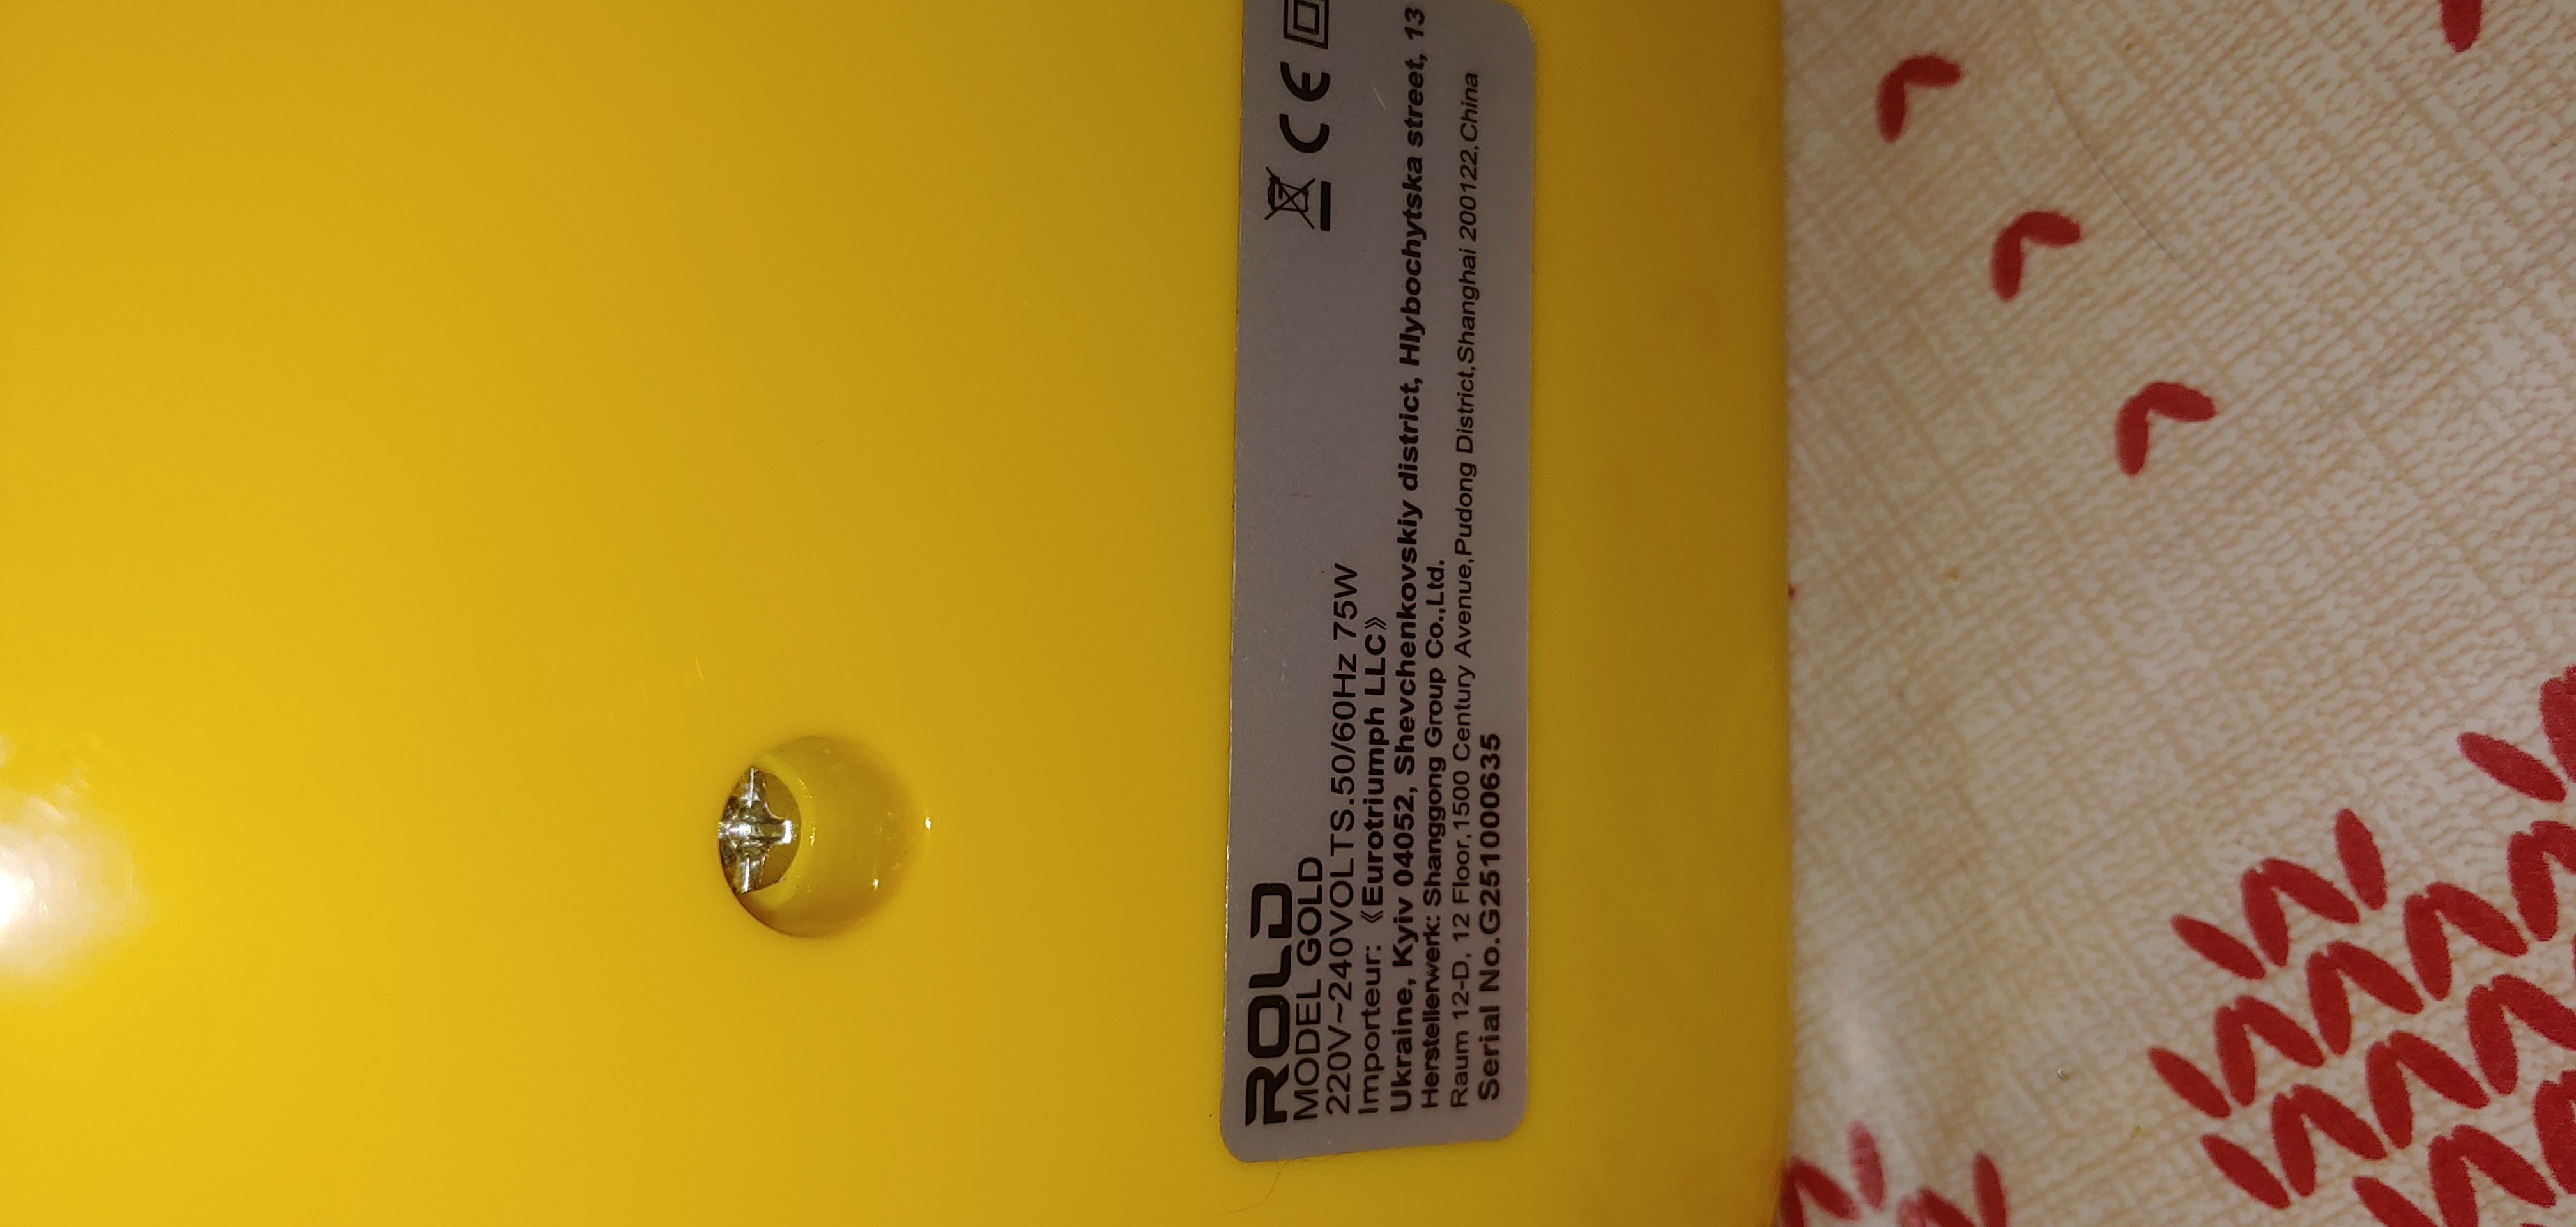 ROLD
MODEL GOLD
220V~240VOLTS.50/60Hz 75W
Importeur: 《Eurotriumph LLC》
Ukraine, Kyiv 04052, Shevchenkovskiy district, Hlybochytska street, 13
Herstellerwerk: Shanggong Group Co.,Ltd.
Raum 12-D, 12 Floor,1500 Century Avenue,Pudong District,Shanghai 200122,China
Serial No.G251000635
CE